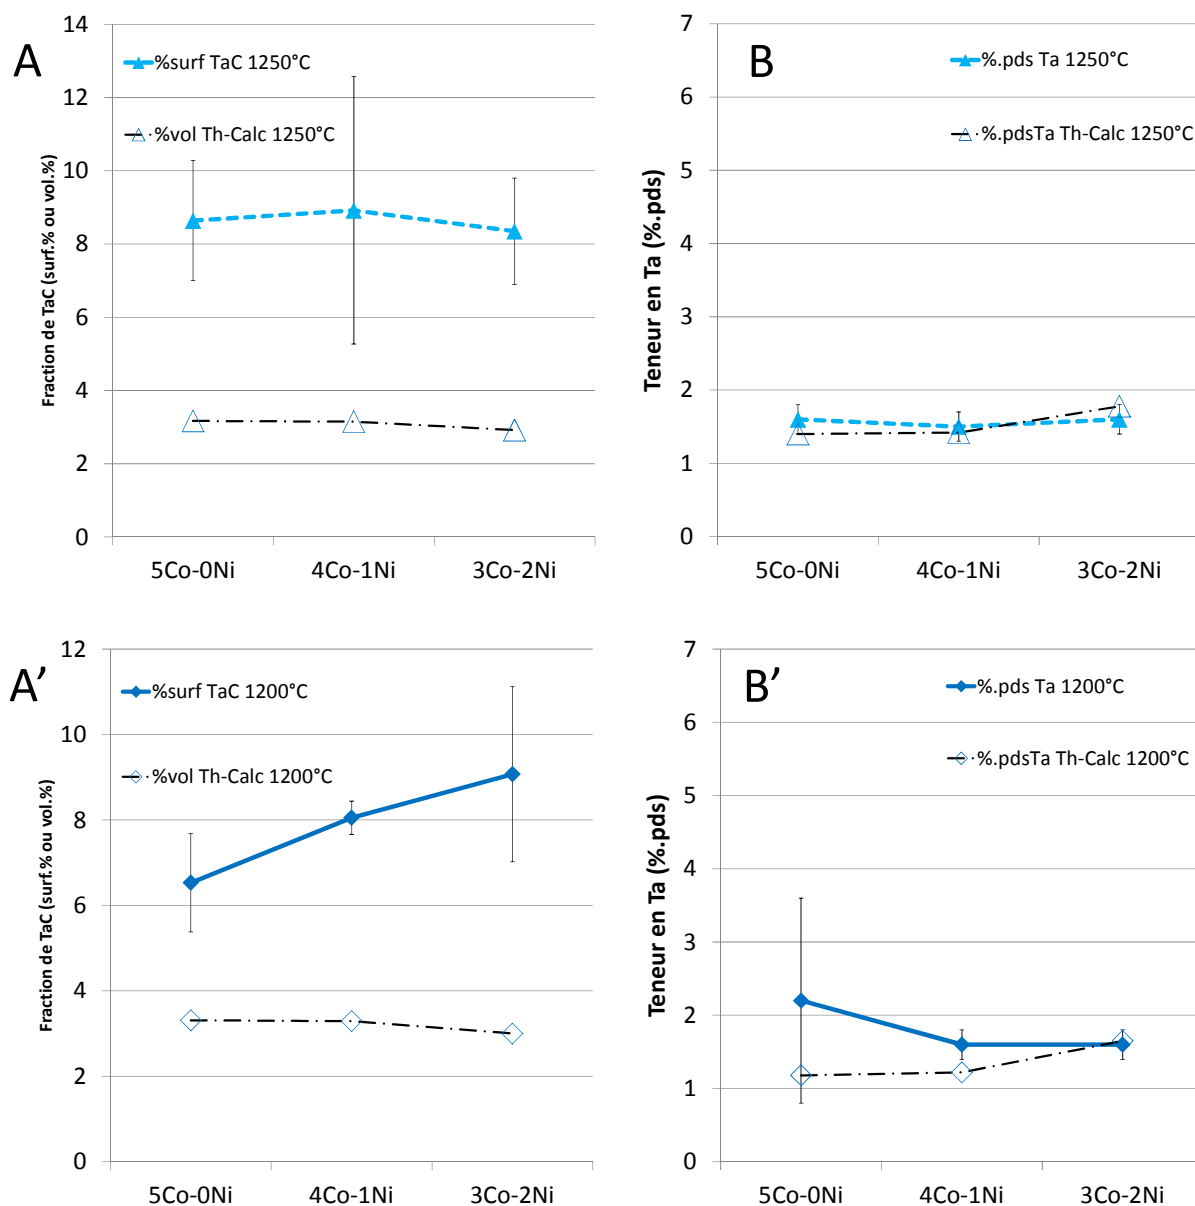 A
14
12
10
8
6
4
2
0
Fraction de TaC (surf.% ou vol.%)
%surf TaC 1250°C
%vol Th-Calc 1250°C
5Co-0Ni
4Co-1Ni
3Co-2Ni
B
7
6
5
4
3
2
1
0
Teneur en Ta (%.pds)
%.pds Ta 1250°C
%.pdsTa Th-Calc 1250°C
5Co-0Ni
4Co-1Ni
3Co-2Ni
A’
12
10
8
6
4
2
0
Fraction de TaC (surf.% ou vol.%)
%surf TaC 1200°C
%vol Th-Calc 1200°C
5Co-0Ni
4Co-1Ni
3Co-2Ni
B’
7
6
5
4
3
2
1
0
Teneur en Ta (%.pds)
%.pds Ta 1200°C
%.pdsTa Th-Calc 1200°C
5Co-0Ni
4Co-1Ni
3Co-2Ni